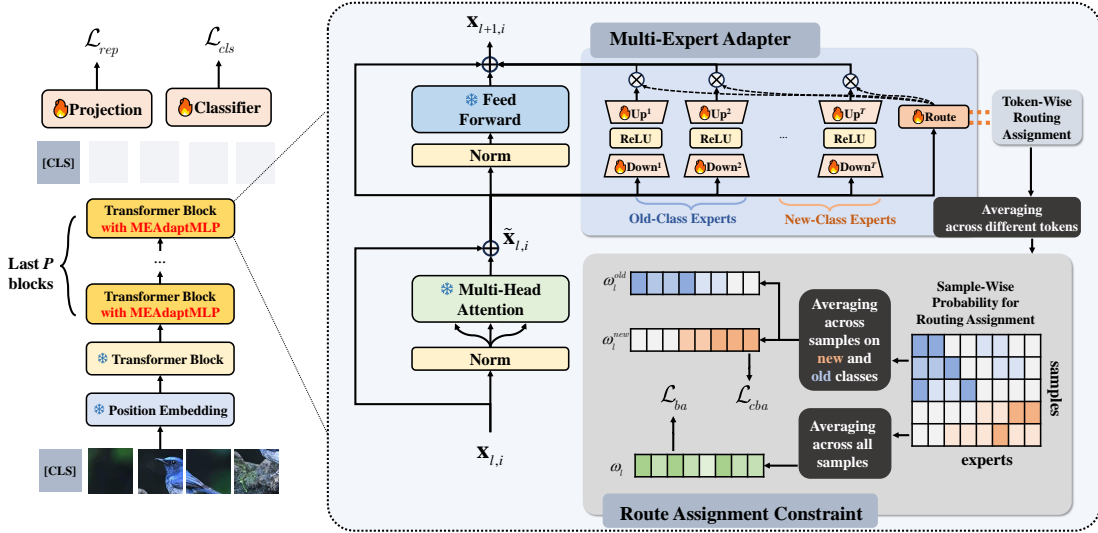 ℒ_rep
ℒ_cls
Projection
Classifier
[CLS]
Transformer Block
with MEAdaptMLP
...
Last P
blocks
Transformer Block
with MEAdaptMLP
Transformer Block
Position Embedding
[CLS]
x_{l+1,i}
Feed
Forward
Norm
x̃_{l,i}
Multi-Head
Attention
Norm
x_{l,i}
Multi-Expert Adapter
Up¹
Up²
Up^T
Route
ReLU
ReLU
...
ReLU
Down¹
Down²
Down^T
Old-Class Experts
New-Class Experts
Token-Wise
Routing
Assignment
Averaging
across different tokens
ω_l^{old}
ω_l^{new}
Averaging
across
samples on
new and
old classes
Sample-Wise
Probability for
Routing Assignment
samples
experts
ℒ_ba
ℒ_cba
Averaging
across all
samples
ω_l
Route Assignment Constraint